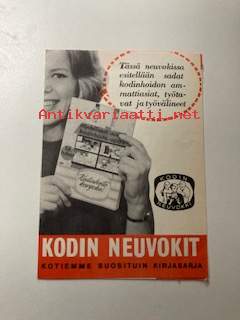 Tässä neuvokissa
esitellään sadat
kodinhoidon am-
mattiasiat, työta-
vat ja työvälineet
Antikvariaatti.net
KODIN
NEUVOKKI
KODIN NEUVOKIT
KOTIEMME SUOSITUIN KIRJASARJA